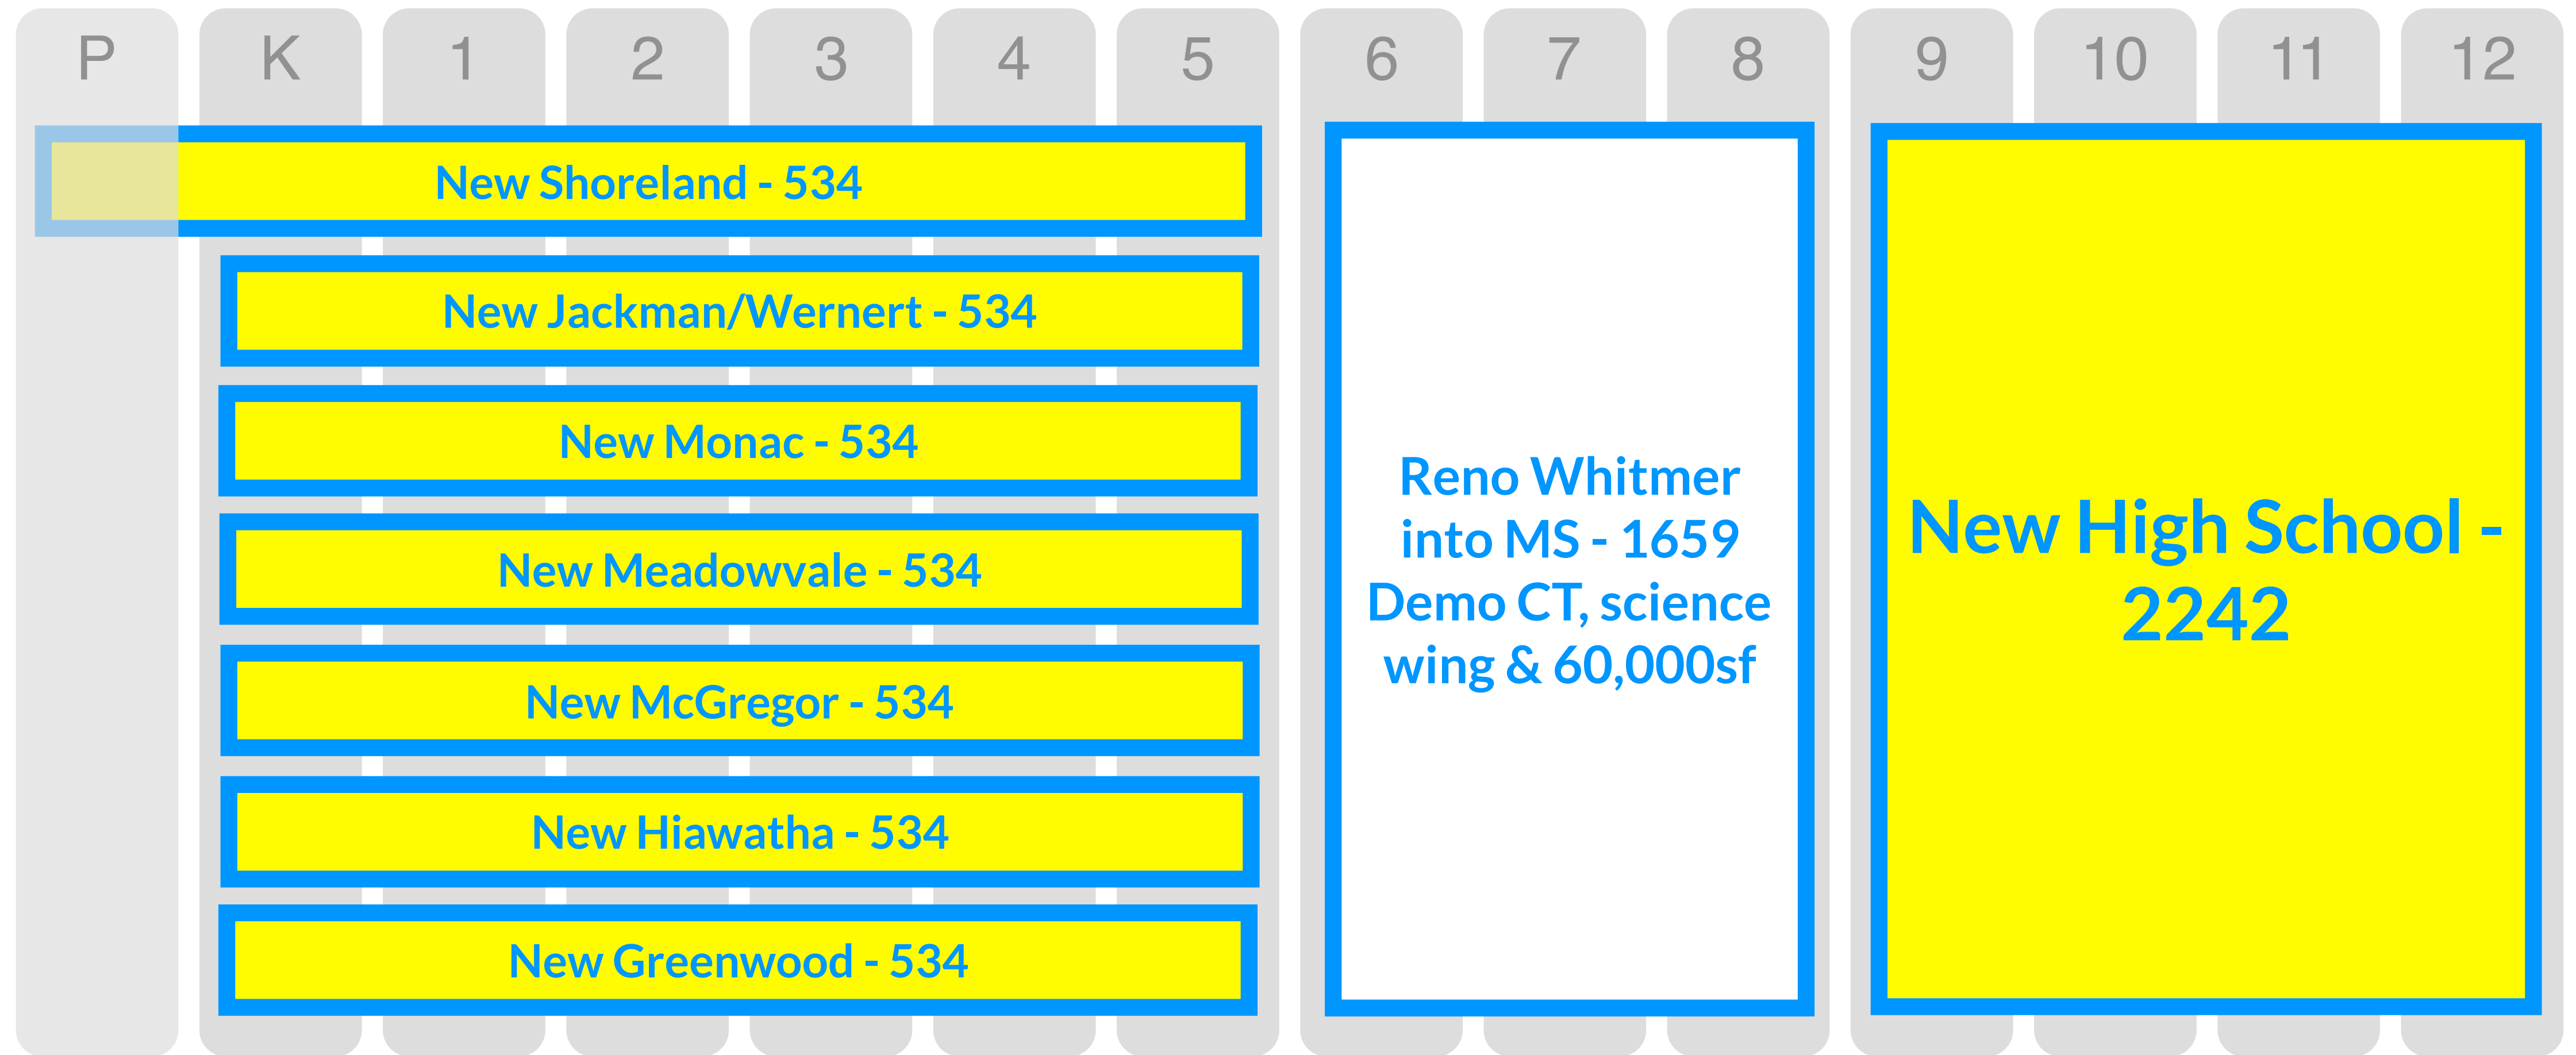 P K 1 2 3 4 5 6 7 8 9 10 11 12
New Shoreland - 534
New Jackman/Wernert - 534
New Monac - 534
New Meadowvale - 534
New McGregor - 534
New Hiawatha - 534
New Greenwood - 534
Reno Whitmer
into MS - 1659
Demo CT, science
wing & 60,000sf
New High School -
2242